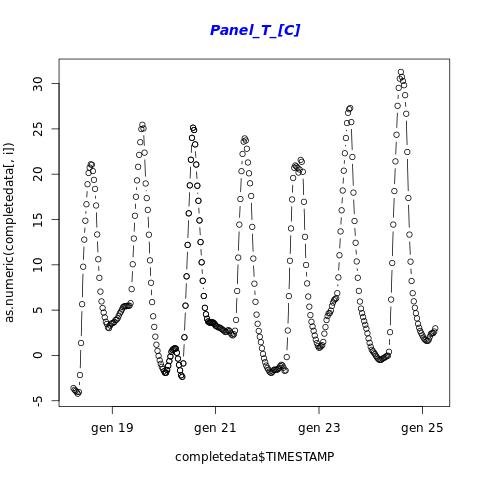 Panel_T_[C]
as.numeric(completedata[, i])
30
25
20
15
10
5
0
-5
gen 19
gen 21
gen 23
gen 25
completedata$TIMESTAMP